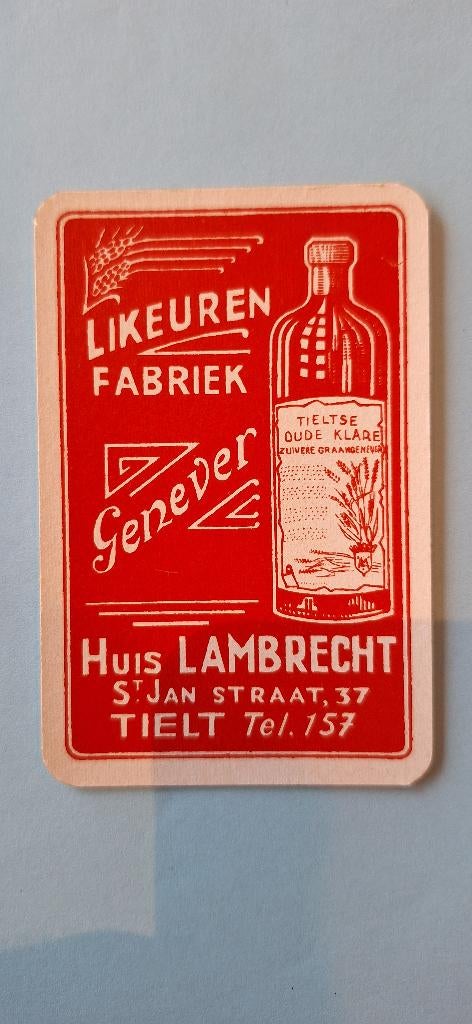 LIKEUREN
FABRIEK
Genever
TIELTSE
OUDE KLARE
ZUIVERE GRAANGENEVER
HUIS LAMBRECHT
ST JAN STRAAT, 37
TIELT Tel. 157